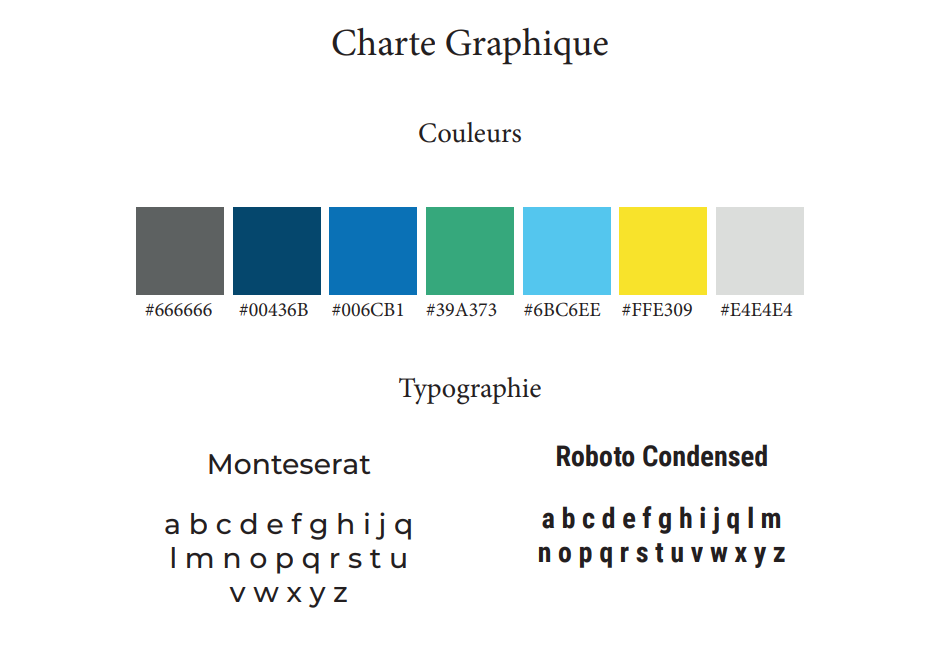 Charte Graphique
Couleurs
#666666 #00436B #006CB1 #39A373 #6BC6EE #FFE309 #E4E4E4
Typographie
Monteserat
a b c d e f g h i j q
l m n o p q r s t u
v w x y z
Roboto Condensed
a b c d e f g h i j q l m
n o p q r s t u v w x y z